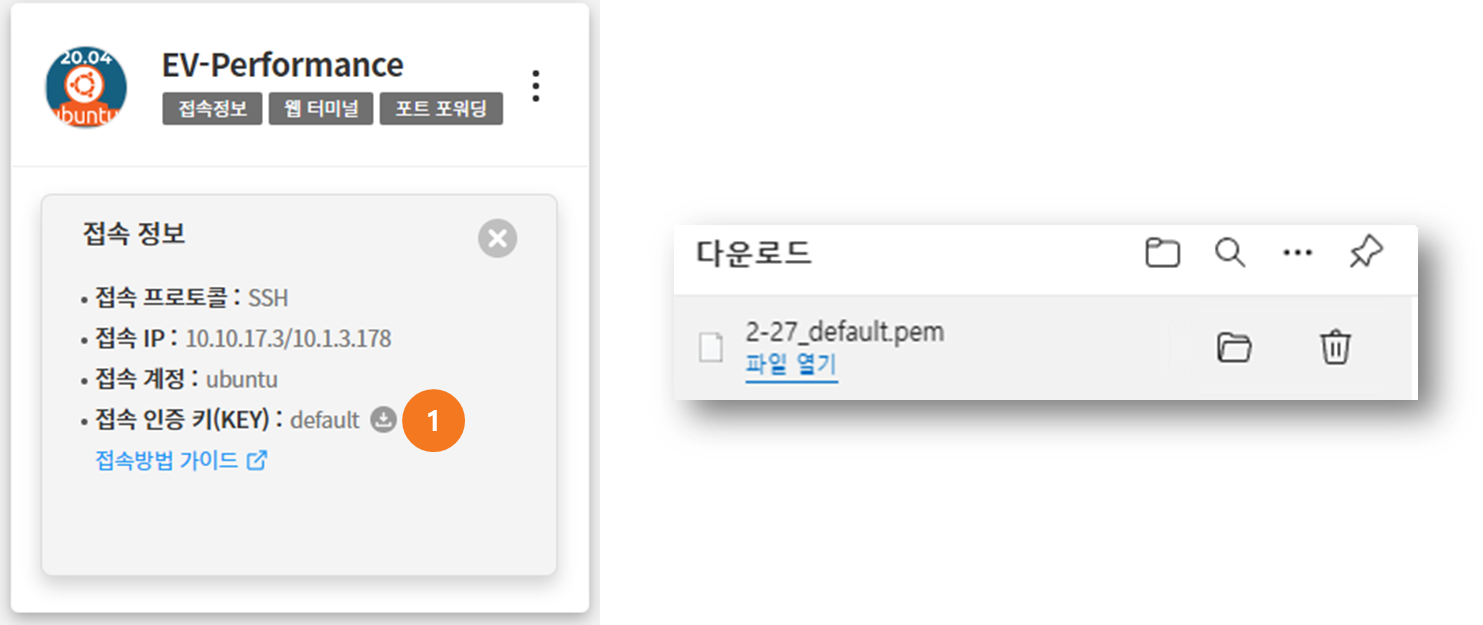 20.04
ubuntu
EV-Performance
접속정보 웹 터미널 포트 포워딩
접속 정보
• 접속 프로토콜 : SSH
• 접속 IP : 10.10.17.3/10.1.3.178
• 접속 계정 : ubuntu
• 접속 인증 키(KEY) : default 1
접속방법 가이드
다운로드
2-27_default.pem
파일 열기